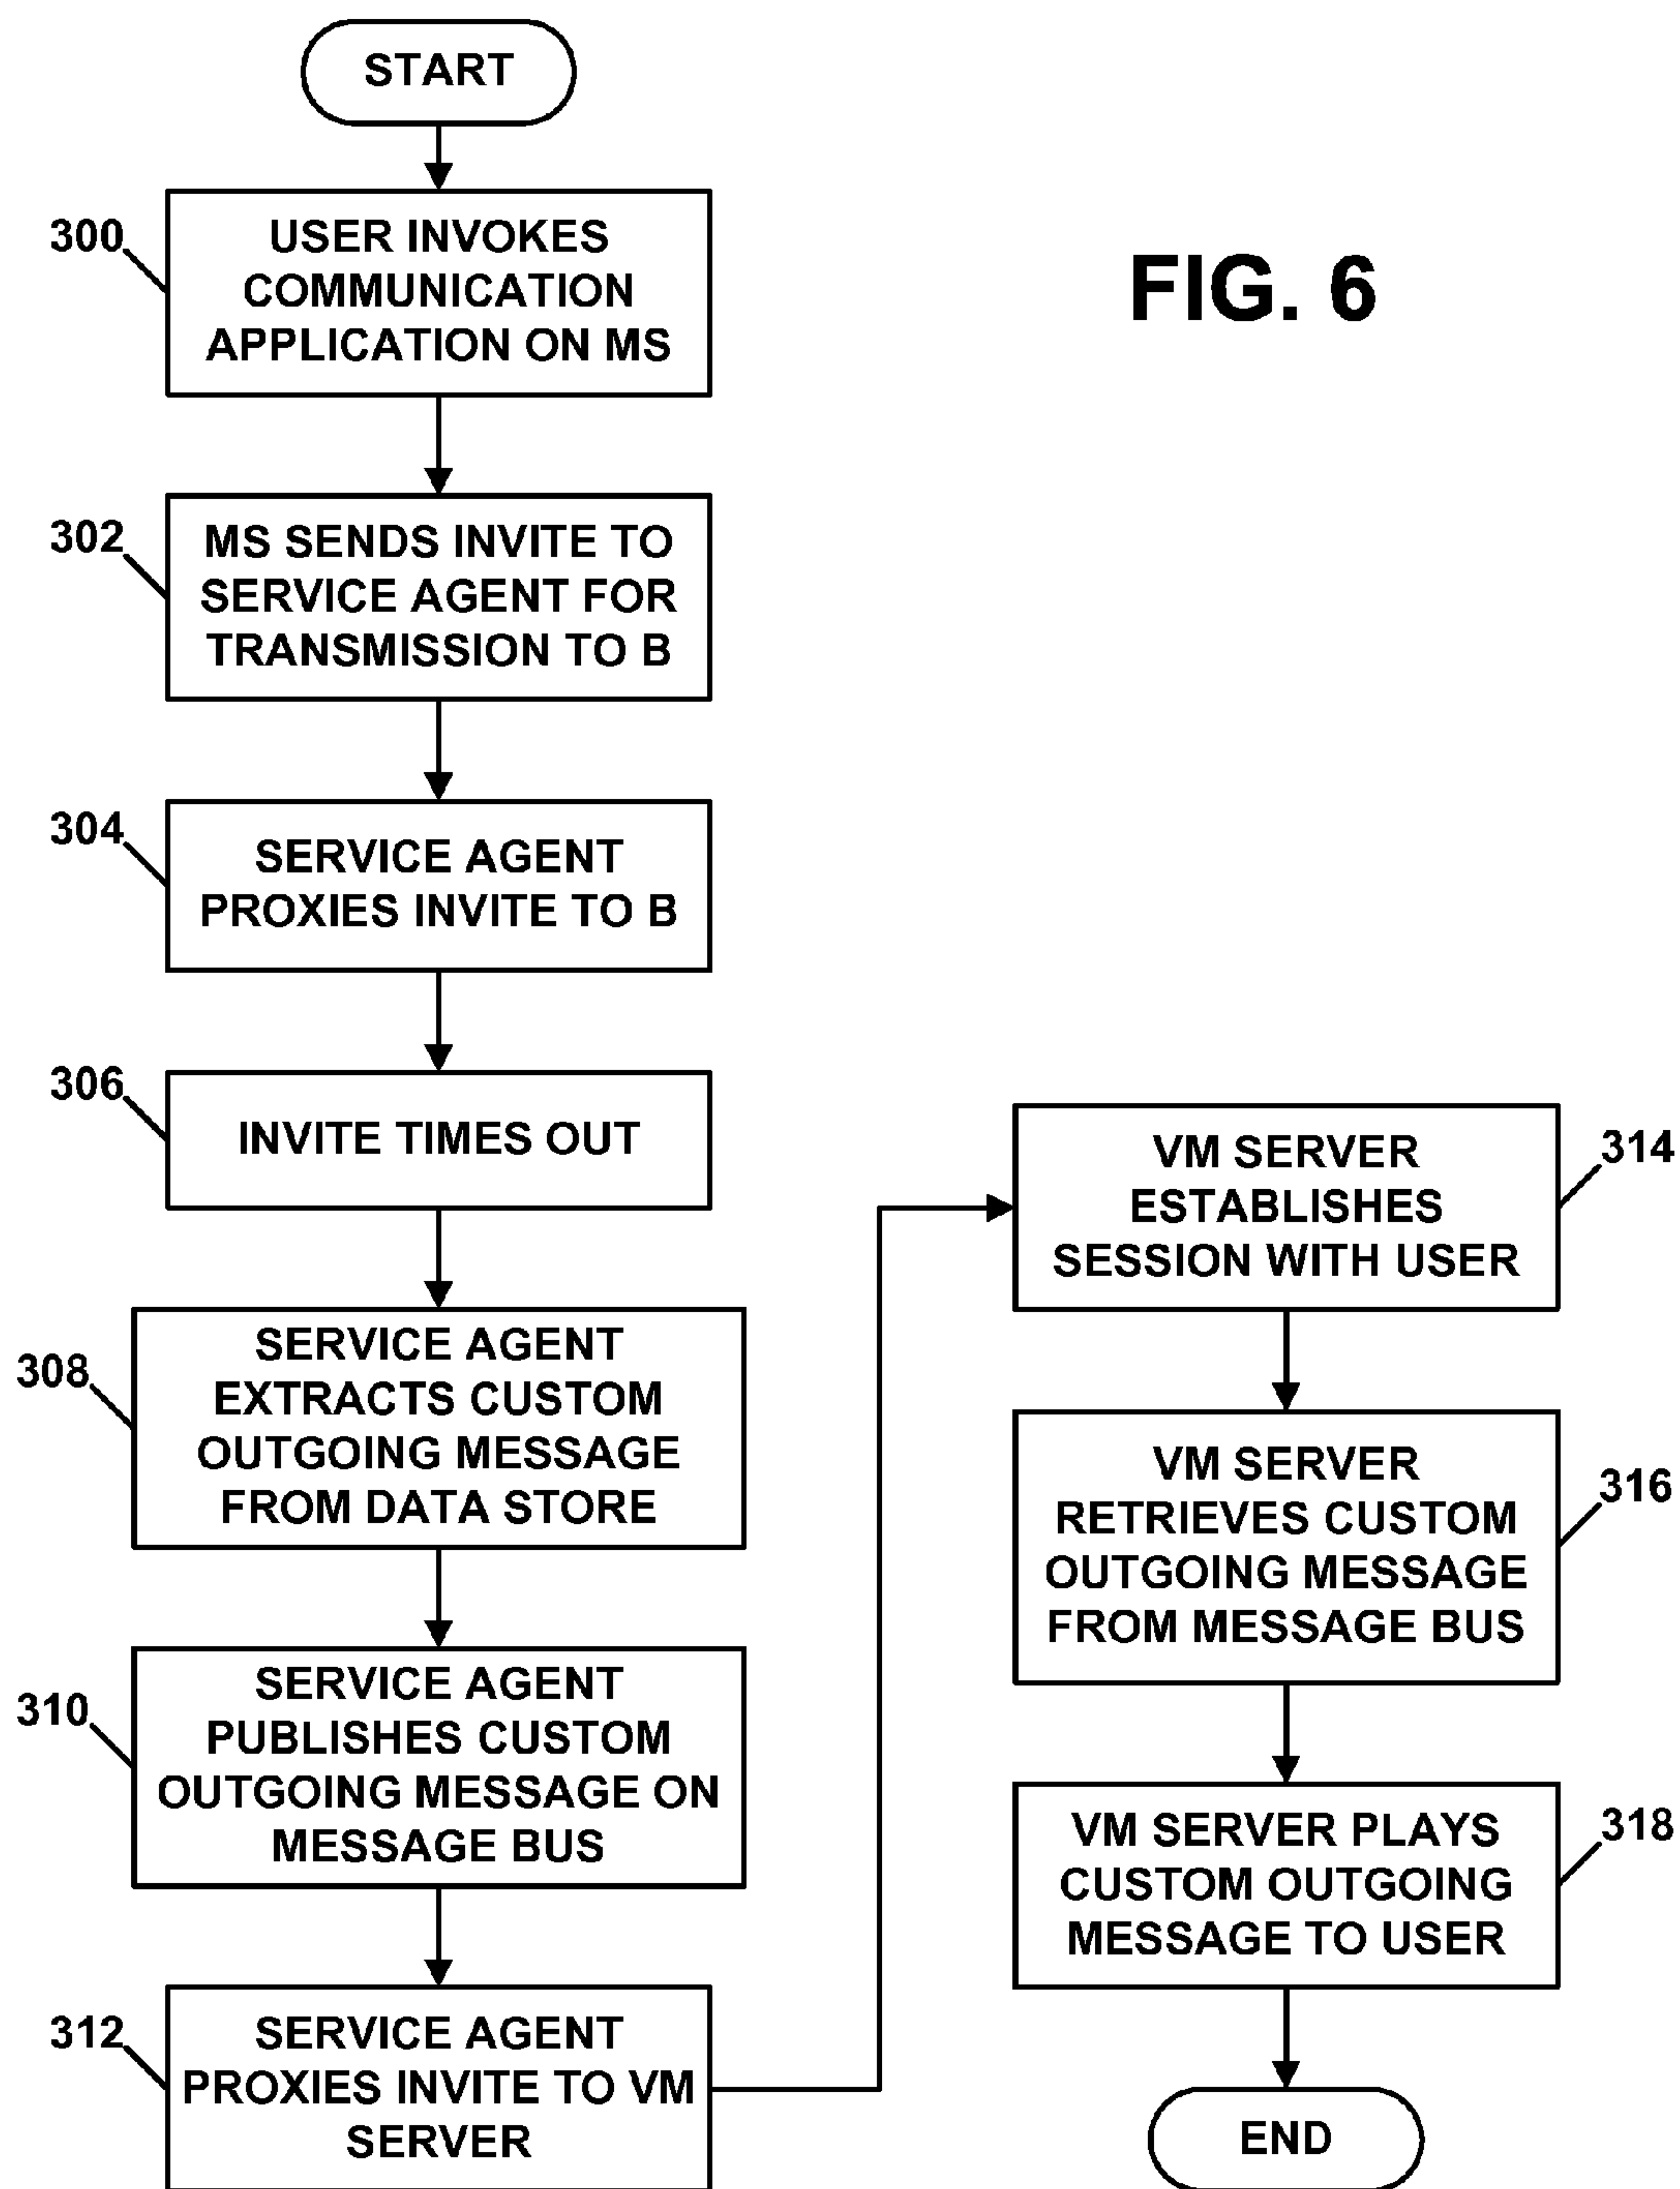 START
300
USER INVOKES
COMMUNICATION
APPLICATION ON MS
302
MS SENDS INVITE TO
SERVICE AGENT FOR
TRANSMISSION TO B
304
SERVICE AGENT
PROXIES INVITE TO B
306
INVITE TIMES OUT
308
SERVICE AGENT
EXTRACTS CUSTOM
OUTGOING MESSAGE
FROM DATA STORE
310
SERVICE AGENT
PUBLISHES CUSTOM
OUTGOING MESSAGE ON
MESSAGE BUS
312
SERVICE AGENT
PROXIES INVITE TO VM
SERVER
FIG. 6
VM SERVER
ESTABLISHES
SESSION WITH USER
314
VM SERVER
RETRIEVES CUSTOM
OUTGOING MESSAGE
FROM MESSAGE BUS
316
VM SERVER PLAYS
CUSTOM OUTGOING
MESSAGE TO USER
318
END